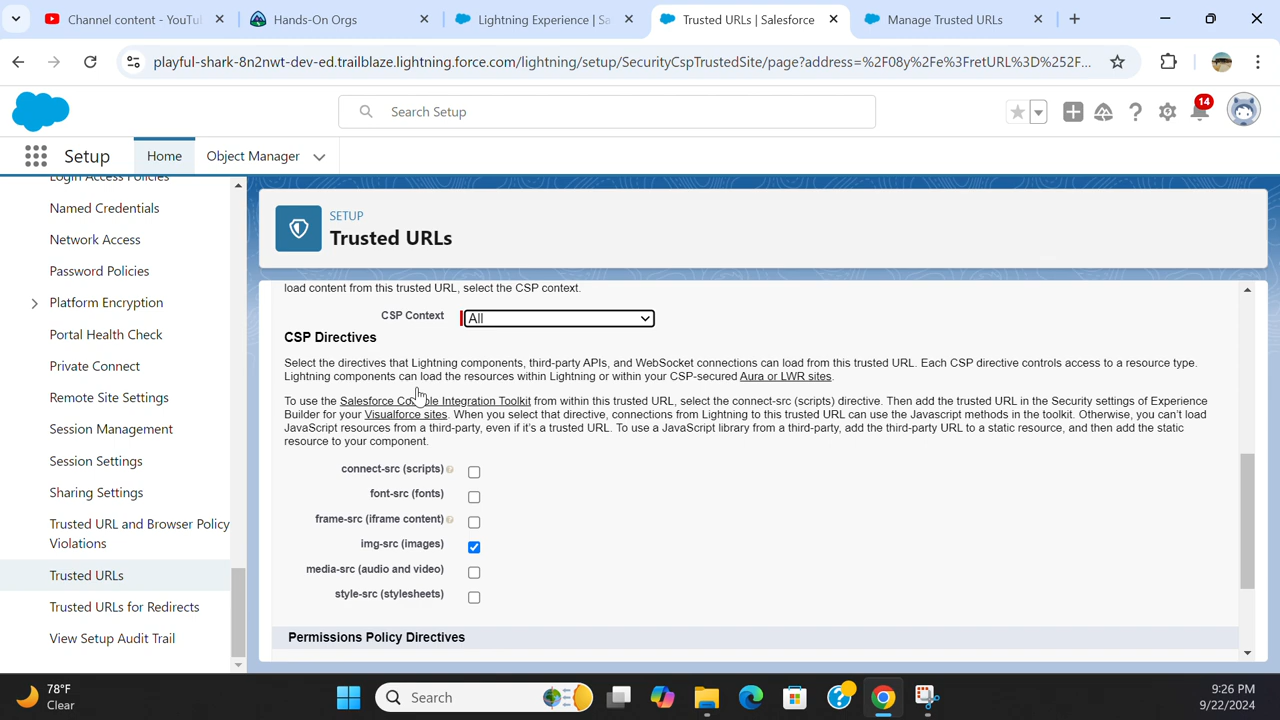 Channel content - YouTu
Hands-On Orgs
Lightning Experience | Sa
Trusted URLs | Salesforce
Manage Trusted URLs
playful-shark-8n2nwt-dev-ed.trailblaze.lightning.force.com/lightning/setup/SecurityCspTrustedSite/page?address=%2F08y%2Fe%3FretURL%3D%252F...
Search Setup
14
Setup
Home
Object Manager
Login Access Policies
Named Credentials
Network Access
Password Policies
Platform Encryption
Portal Health Check
Private Connect
Remote Site Settings
Session Management
Session Settings
Sharing Settings
Trusted URL and Browser Policy
Violations
Trusted URLs
Trusted URLs for Redirects
View Setup Audit Trail
SETUP
Trusted URLs
load content from this trusted URL, select the CSP context.
CSP Context
All
CSP Directives
Select the directives that Lightning components, third-party APIs, and WebSocket connections can load from this trusted URL. Each CSP directive controls access to a resource type.
Lightning components can load the resources within Lightning or within your CSP-secured Aura or LWR sites.
To use the Salesforce Console Integration Toolkit from within this trusted URL, select the connect-src (scripts) directive. Then add the trusted URL in the Security settings of Experience
Builder for your Visualforce sites. When you select that directive, connections from Lightning to this trusted URL can use the Javascript methods in the toolkit. Otherwise, you can't load
JavaScript resources from a third-party, even if it's a trusted URL. To use a JavaScript library from a third-party, add the third-party URL to a static resource, and then add the static
resource to your component.
connect-src (scripts)
font-src (fonts)
frame-src (iframe content)
img-src (images)
media-src (audio and video)
style-src (stylesheets)
Permissions Policy Directives
78°F
Clear
Search
9:26 PM
9/22/2024